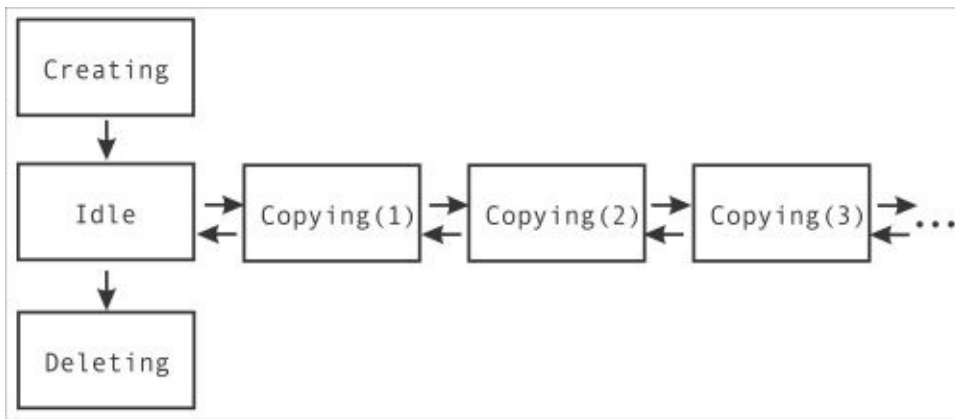 Creating
Idle
Copying(1)
Copying(2)
Copying(3)
...
Deleting